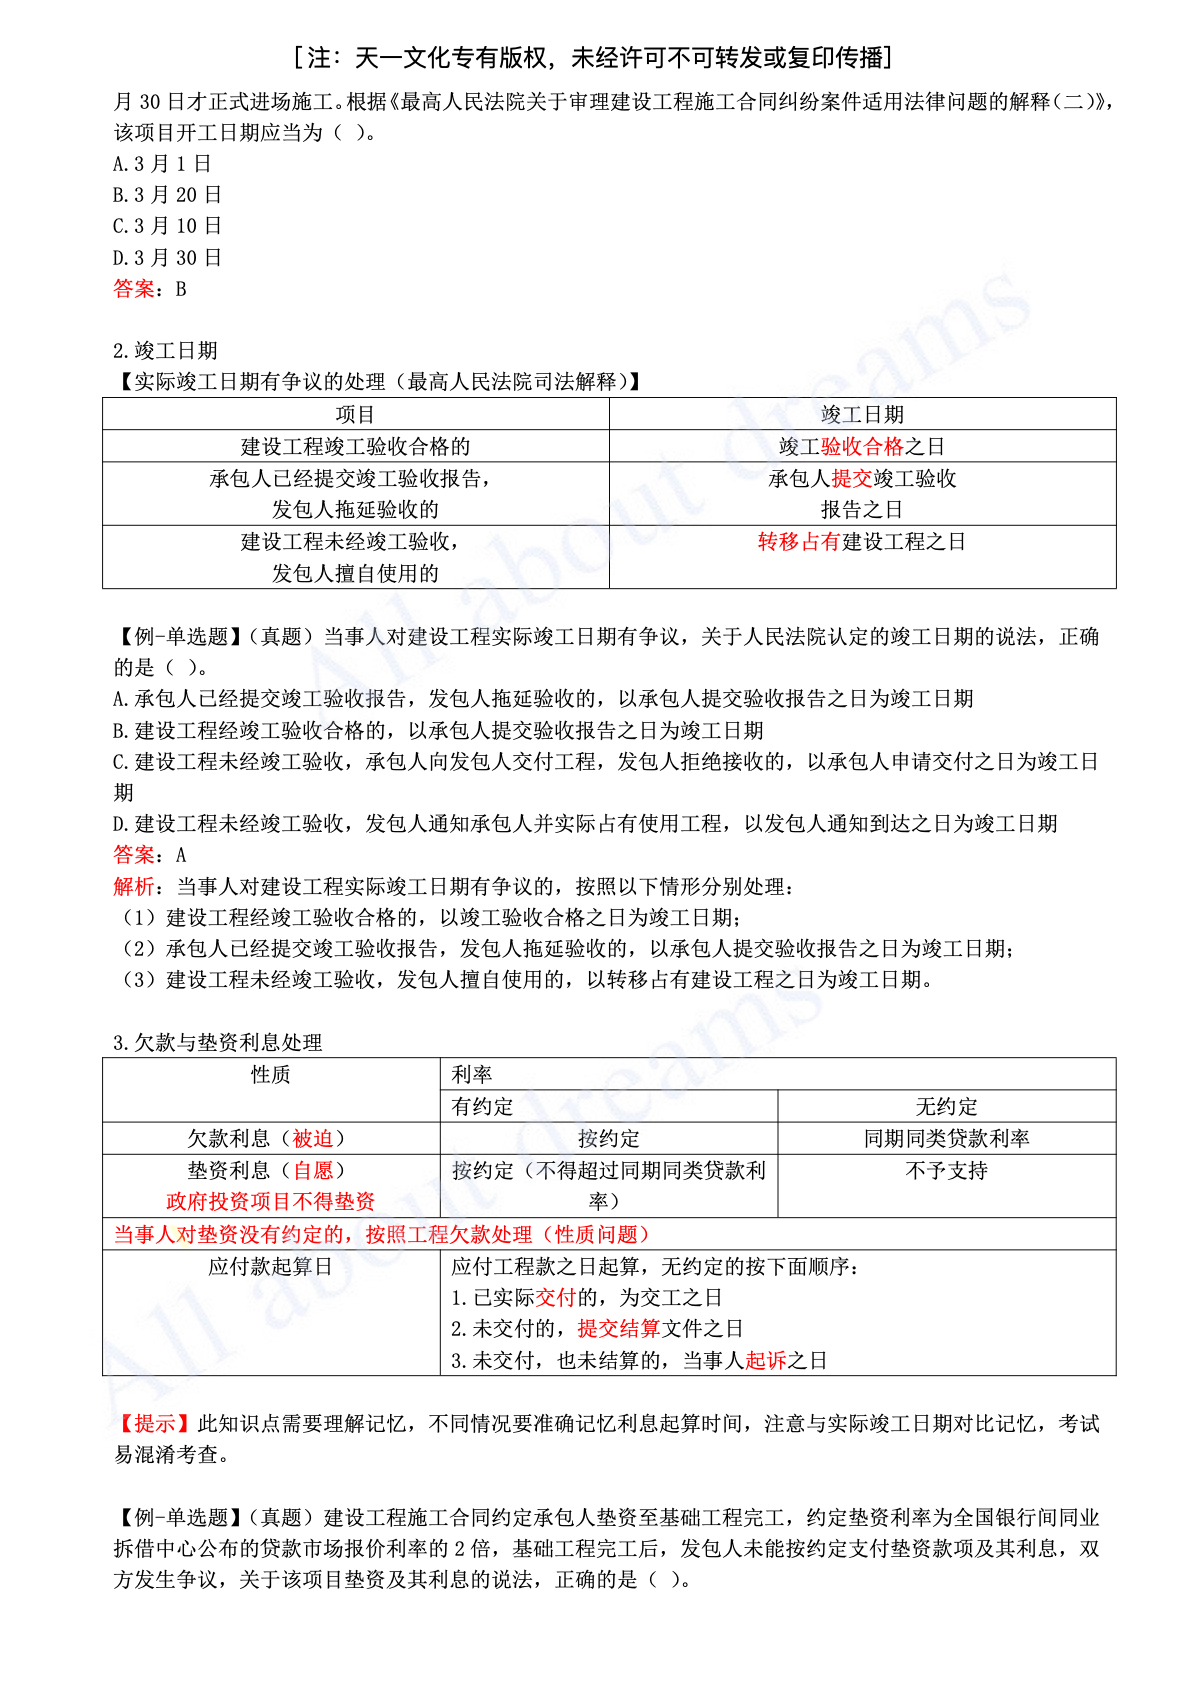 [注：天一文化专有版权，未经许可不可转发或复印传播]
月 30 日才正式进场施工。根据《最高人民法院关于审理建设工程施工合同纠纷案件适用法律问题的解释（二）》，
该项目开工日期应当为（ ）。
A.3 月 1 日
B.3 月 20 日
C.3 月 10 日
D.3 月 30 日
答案：B
2.竣工日期
【实际竣工日期有争议的处理（最高人民法院司法解释）】
项目 竣工日期
建设工程竣工验收合格的 竣工验收合格之日
承包人已经提交竣工验收报告， 承包人提交竣工验收
发包人拖延验收的 报告之日
建设工程未经竣工验收， 转移占有建设工程之日
发包人擅自使用的
【例-单选题】（真题）当事人对建设工程实际竣工日期有争议，关于人民法院认定的竣工日期的说法，正确
的是（ ）。
A.承包人已经提交竣工验收报告，发包人拖延验收的，以承包人提交验收报告之日为竣工日期
B.建设工程经竣工验收合格的，以承包人提交验收报告之日为竣工日期
C.建设工程未经竣工验收，承包人向发包人交付工程，发包人拒绝接收的，以承包人申请交付之日为竣工日
期
D.建设工程未经竣工验收，发包人通知承包人并实际占有使用工程，以发包人通知到达之日为竣工日期
答案：A
解析：当事人对建设工程实际竣工日期有争议的，按照以下情形分别处理：
（1）建设工程经竣工验收合格的，以竣工验收合格之日为竣工日期；
（2）承包人已经提交竣工验收报告，发包人拖延验收的，以承包人提交验收报告之日为竣工日期；
（3）建设工程未经竣工验收，发包人擅自使用的，以转移占有建设工程之日为竣工日期。
3.欠款与垫资利息处理
性质 利率
有约定 无约定
欠款利息（被迫） 按约定 同期同类贷款利率
垫资利息（自愿） 按约定（不得超过同期同类贷款利 不予支持
政府投资项目不得垫资 率）
当事人对垫资没有约定的，按照工程欠款处理（性质问题）
应付款起算日 应付工程款之日起算，无约定的按下面顺序：
1.已实际交付的，为交工之日
2.未交付的，提交结算文件之日
3.未交付，也未结算的，当事人起诉之日
【提示】此知识点需要理解记忆，不同情况要准确记忆利息起算时间，注意与实际竣工日期对比记忆，考试
易混淆考查。
【例-单选题】（真题）建设工程施工合同约定承包人垫资至基础工程完工，约定垫资利率为全国银行间同业
拆借中心公布的贷款市场报价利率的 2 倍，基础工程完工后，发包人未能按约定支付垫资款项及其利息，双
方发生争议，关于该项目垫资及其利息的说法，正确的是（ ）。
All about dreams
All about dreams